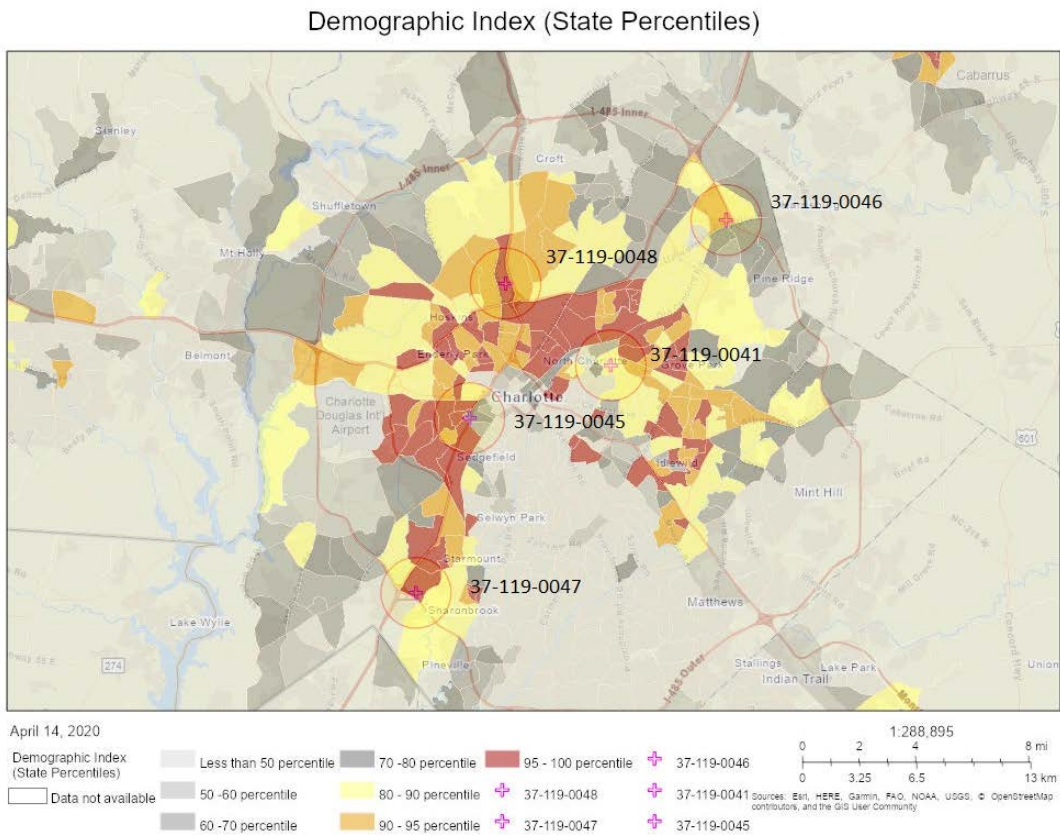 Demographic Index (State Percentiles)
Cabarrus
Stanley
I-485 Inner
Croft
I-485 Inner
Shuffletown
37-119-0046
Mt Holly
37-119-0048
Pine Ridge
Hoskins
Enderly Park
North Charlotte
37-119-0041
Grove Park
Belmont
Charlotte
Charlotte
Douglas Int'l
Airport
37-119-0045
601
Sedgefield
Idlewild
Mint Hill
Selwyn Park
Starmount
37-119-0047
Sharonbrook
Matthews
Lake Wylie
274
Pineville
I-485 Outer
Stallings
Lake Park
Indian Trail
Union
April 14, 2020
1:288,895
Demographic Index
(State Percentiles)
Data not available
Less than 50 percentile
50 -60 percentile
60 -70 percentile
70 -80 percentile
80 - 90 percentile
90 - 95 percentile
95 - 100 percentile
37-119-0048
37-119-0047
37-119-0046
37-119-0041
37-119-0045
0 2 4 8 mi
0 3.25 6.5 13 km
Sources: Esri, HERE, Garmin, FAO, NOAA, USGS, © OpenStreetMap
contributors, and the GIS User Community